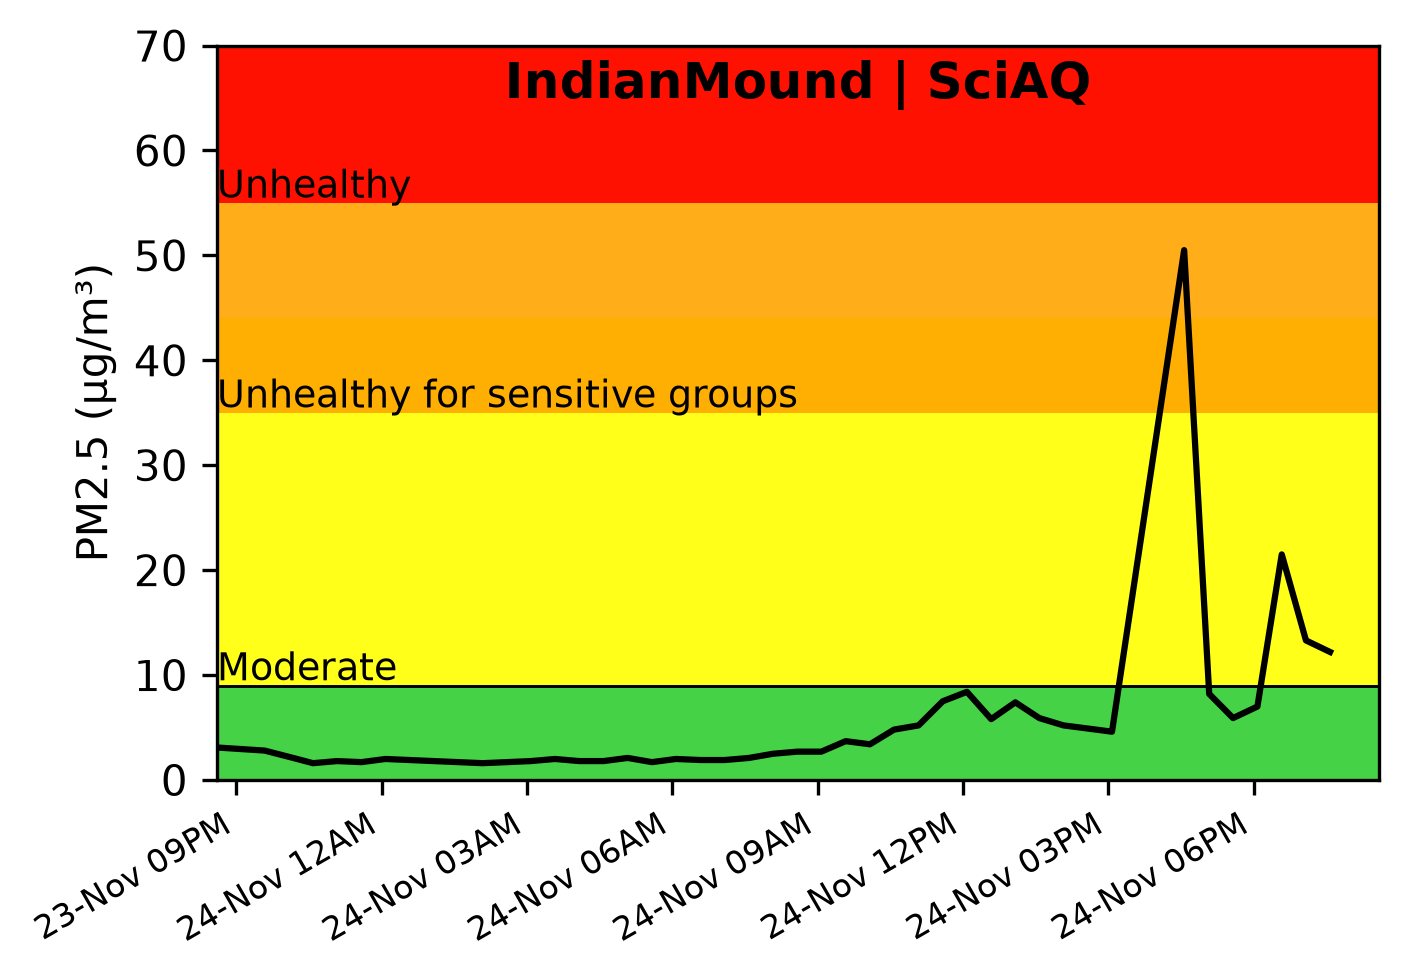 IndianMound | SciAQ
PM2.5 (µg/m³)
70
60
50
40
30
20
10
0
Unhealthy
Unhealthy for sensitive groups
Moderate
23-Nov 09PM
24-Nov 12AM
24-Nov 03AM
24-Nov 06AM
24-Nov 09AM
24-Nov 12PM
24-Nov 03PM
24-Nov 06PM